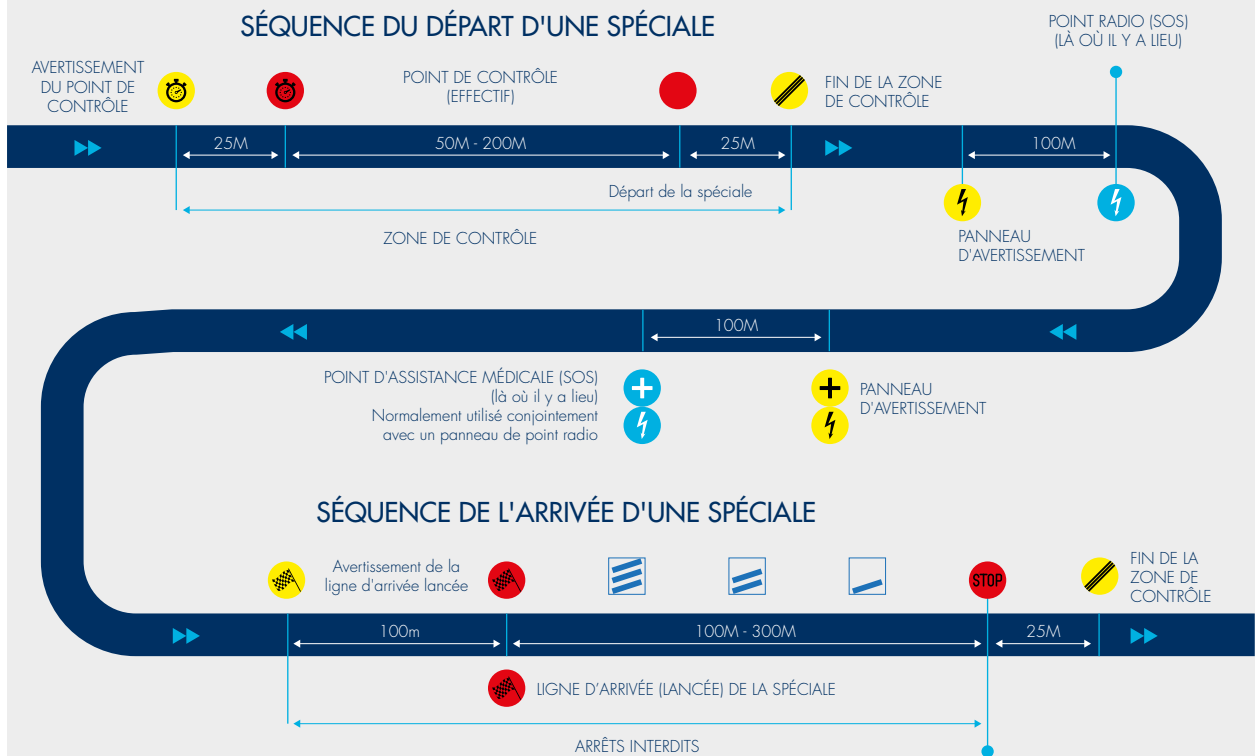 SÉQUENCE DU DÉPART D'UNE SPÉCIALE
POINT RADIO (SOS)
(LÀ OÙ IL Y A LIEU)
AVERTISSEMENT
DU POINT DE
CONTRÔLE
POINT DE CONTRÔLE
(EFFECTIF)
FIN DE LA ZONE
DE CONTRÔLE
25M
50M - 200M
25M
100M
Départ de la spéciale
ZONE DE CONTRÔLE
PANNEAU
D'AVERTISSEMENT
100M
POINT D'ASSISTANCE MÉDICALE (SOS)
(là où il y a lieu)
Normalement utilisé conjointement
avec un panneau de point radio
PANNEAU
D'AVERTISSEMENT
SÉQUENCE DE L'ARRIVÉE D'UNE SPÉCIALE
Avertissement de la
ligne d'arrivée lancée
STOP
FIN DE LA
ZONE DE
CONTRÔLE
100m
100M - 300M
25M
LIGNE D’ARRIVÉE (LANCÉE) DE LA SPÉCIALE
ARRÊTS INTERDITS